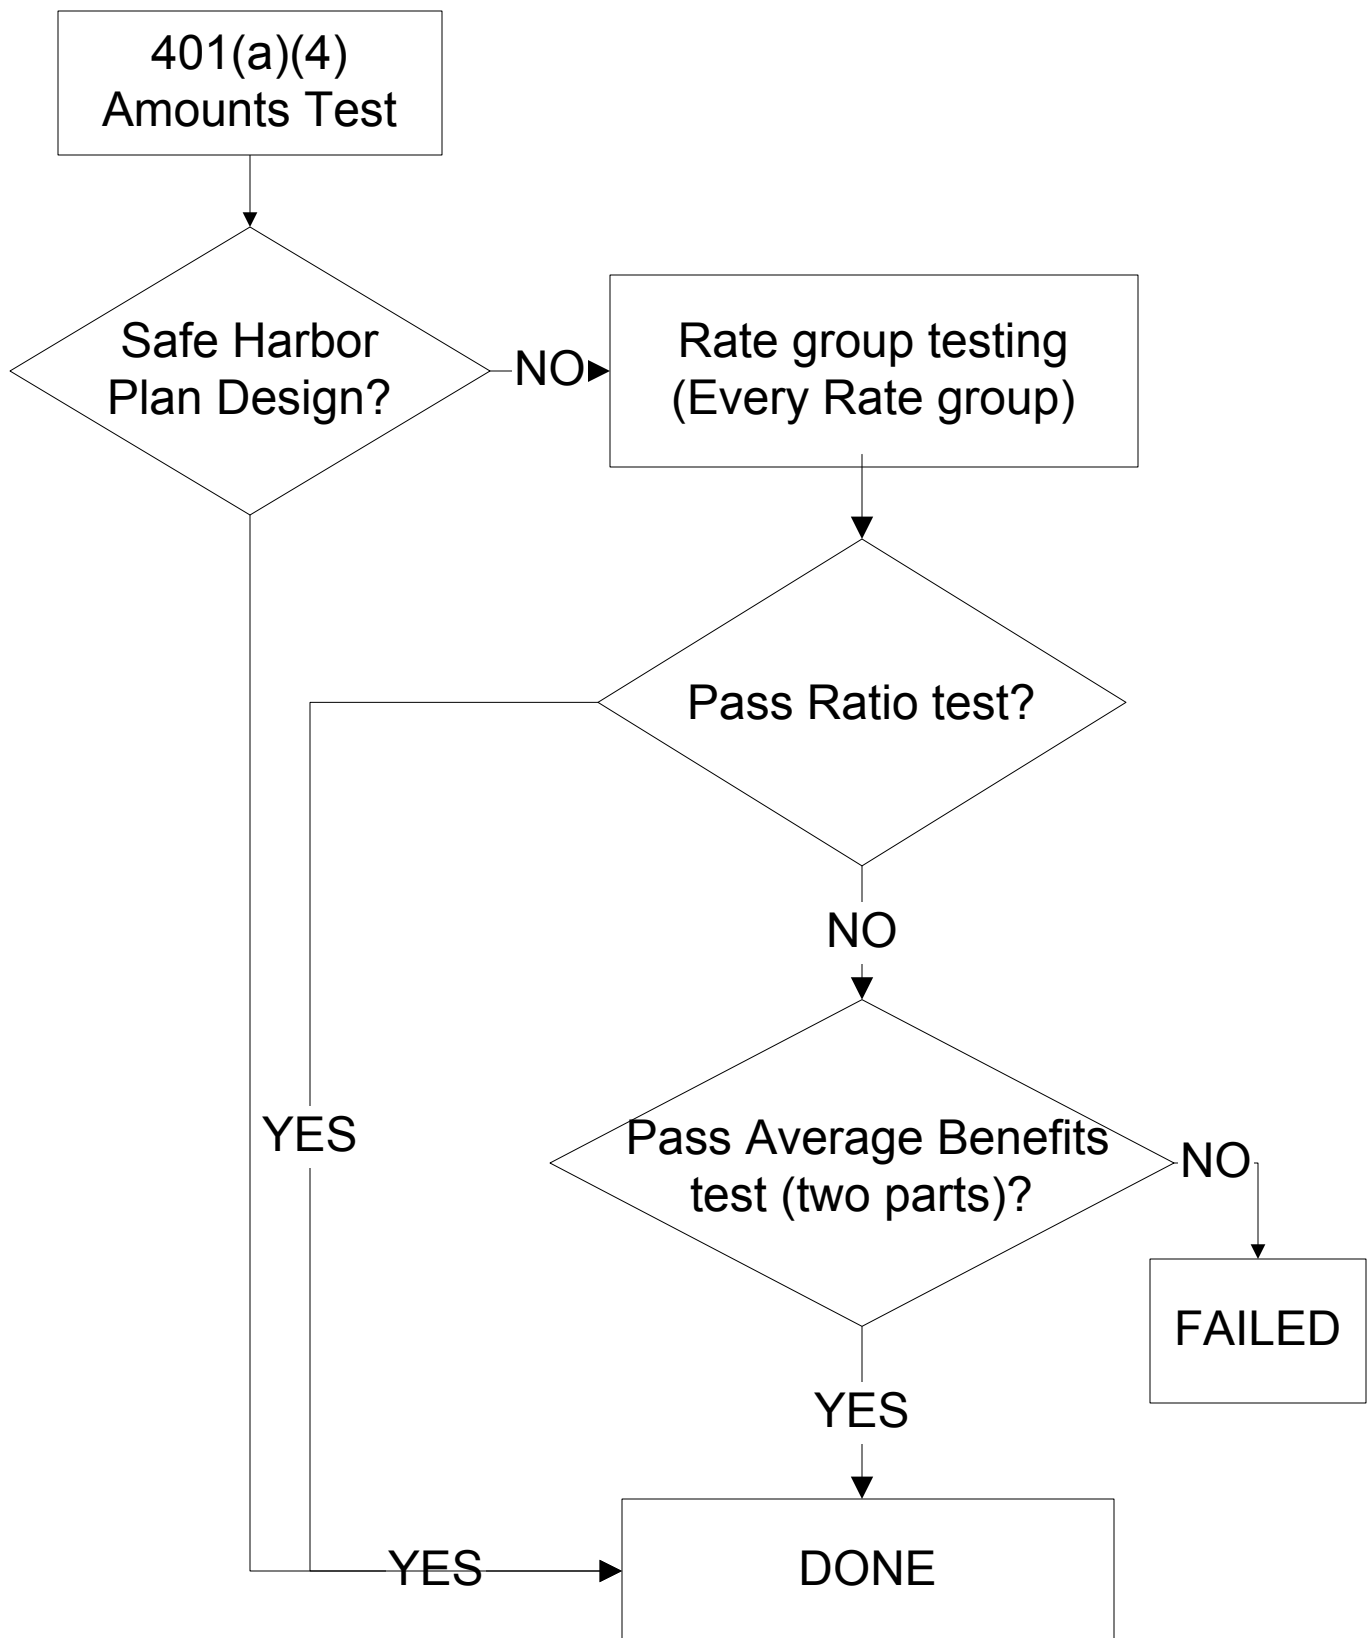 401(a)(4)
Amounts Test
Safe Harbor
Plan Design?
NO
Rate group testing
(Every Rate group)
Pass Ratio test?
NO
YES
Pass Average Benefits
test (two parts)?
NO
FAILED
YES
YES
DONE